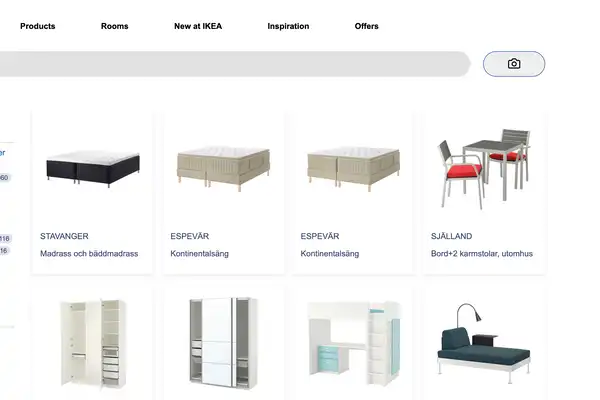 Products Rooms New at IKEA Inspiration Offers
er
60
116
16
STAVANGER ESPEVÄR ESPEVÄR SJÄLLAND
Madrass och bäddmadrass Kontinentalsäng Kontinentalsäng Bord+2 karmstolar, utomhus